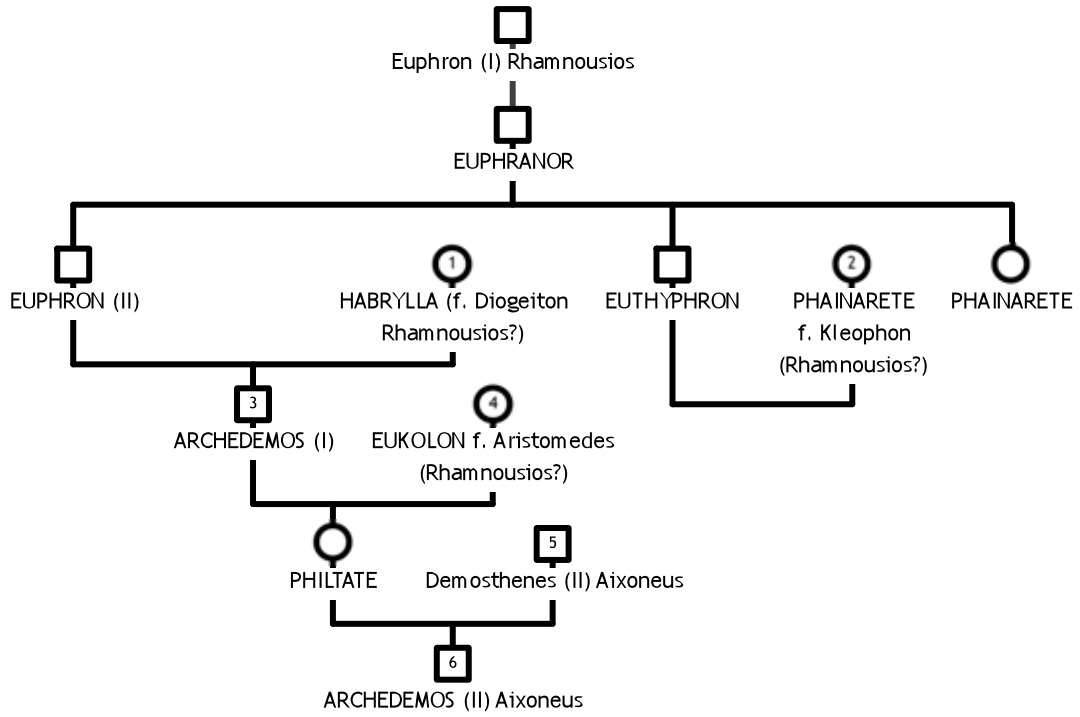 Euphron (I) Rhamnousios
EUPHRANOR
1
2
EUPHRON (II)
HABRYLLA (f. Diogeiton
Rhamnousios?)
EUTHYPHRON
PHAINARETE
f. Kleophon
(Rhamnousios?)
PHAINARETE
3
4
ARCHEDEMOS (I)
EUKOLON f. Aristomedes
(Rhamnousios?)
5
PHILTATE
Demosthenes (II) Aixoneus
6
ARCHEDEMOS (II) Aixoneus